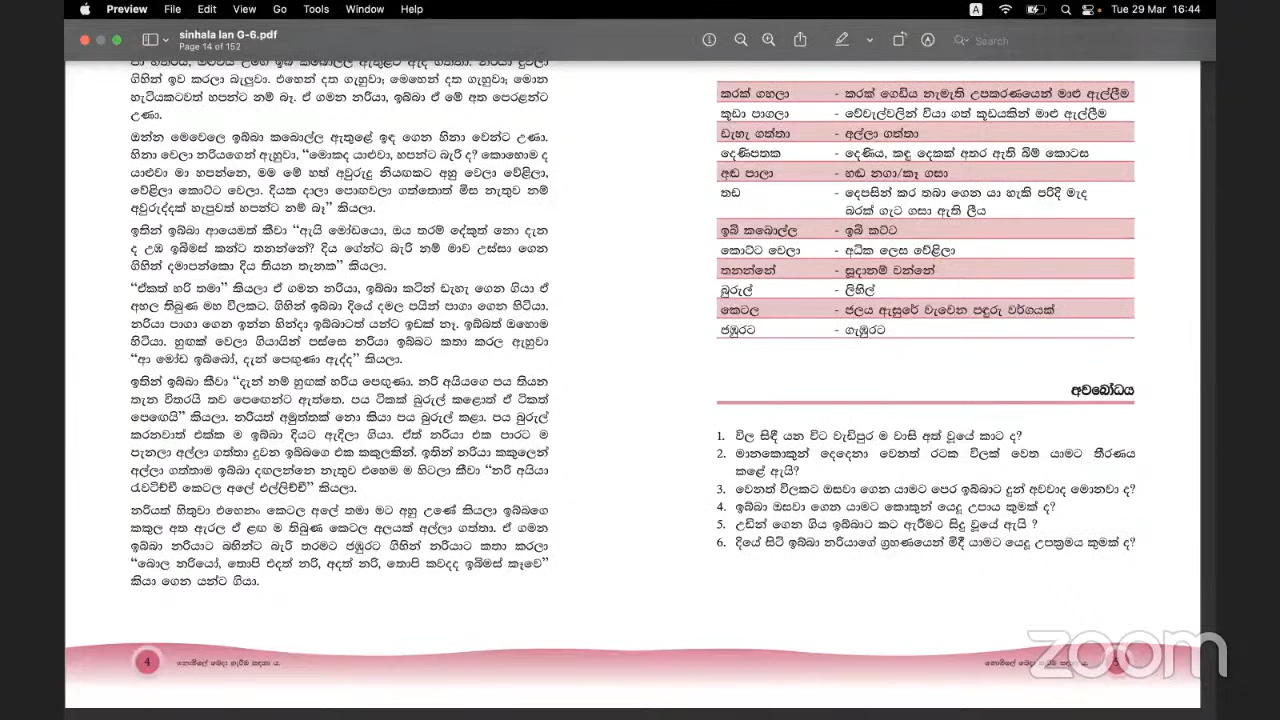 Preview File Edit View Go Tools Window Help
A Tue 29 Mar 16:44
sinhala lan G-6.pdf
Page 14 of 152
Search
ගිහින් ඉව කරලා බැලුවා. එහෙන් දත ගැහුවා; මෙහෙන් දත ගැහුවා; මොන
හැටියකටවත් හපන්ට නම් බෑ. ඒ ගමන නරියා, ඉබ්බා ඒ මේ අත පෙරළන්ට
උණා.
ඔන්න මෙවෙලෙ ඉබ්බා කබොල්ල ඇතුළේ ඉඳ ගෙන හිනා වෙන්ට උණා.
හිනා වෙලා නරියගෙන් ඇහුවා, “මොකද යාළුවා, හපන්ට බැරි ද? කොහොම ද
යාළුවා මා හපන්නෙ, මම මේ හත් අවුරුදු නියඟකට අහු වෙලා වේළිලා,
වේළිලා කොට්ට වෙලා. දියක දාලා පොඟවලා ගත්තොත් මිස නැතුව නම්
අවුරුද්දක් හැපුවත් හපන්ට නම් බෑ” කියලා.
ඉතින් ඉබ්බා ආයෙමත් කීවා “ඇයි මෝඩයො, ඔය තරම් දේකුත් නො දැන
ද උඹ ඉබිමස් කන්ට තනන්නේ? දිය ගේන්ට බැරි නම් මාව උස්සා ගෙන
ගිහින් දමාපන්කො දිය තියන තැනක” කියලා.
“ඒකත් හරි තමා” කියලා ඒ ගමන නරියා, ඉබ්බා කටින් ඩැහැ ගෙන ගියා ඒ
අහල තිබුණ මහ විලකට. ගිහින් ඉබ්බා දියේ දමල පයින් පාගා ගෙන හිටියා.
නරියා පාගා ගෙන ඉන්න හින්දා ඉබ්බාටත් යන්ට ඉඩක් නෑ. ඉබ්බත් ඔහොම
හිටියා. හුඟක් වෙලා ගියායින් පස්සෙ නරියා ඉබ්බට කතා කරල ඇහුවා
“ආ මෝඩ ඉබ්බෝ, දැන් පෙඟුණා ඇද්ද” කියලා.
ඉතින් ඉබ්බා කීවා “දැන් නම් හුඟක් හරිය පෙඟුණා. නරි අයියගෙ පය තියන
තැන විතරයි තව පෙඟෙන්ට ඇත්තෙ. පය ටිකක් බුරුල් කළොත් ඒ ටිකත්
පෙඟෙයි” කියලා. නරියත් අමුත්තක් නො කියා පය බුරුල් කළා. පය බුරුල්
කරනවාත් එක්ක ම ඉබ්බා දියට ඇදිලා ගියා. ඒත් නරියා එක පාරට ම
පැනලා අල්ලා ගත්තා දුවන ඉබ්බගෙ එක කකුලකින්. ඉතින් නරියා කකුලෙන්
අල්ලා ගත්තාම ඉබ්බා දඟලන්නෙ නැතුව එහෙම ම හිටලා කීවා “නරි අයියා
රැවටිච්චි කෙටල අලේ එල්ලිච්චි” කියලා.
නරියත් හිතුවා එහෙනං කෙටල අලේ තමා මට අහු උණේ කියලා ඉබ්බගෙ
කකුල අත ඇරල ඒ ළඟ ම තිබුණ කෙටල අලයක් අල්ලා ගත්තා. ඒ ගමන
ඉබ්බා නරියාට බහින්ට බැරි තරමට ජඹුරට ගිහින් නරියාට කතා කරලා
“බොල නරියෝ, තොපි එදත් නරි, අදත් නරි, තොපි කවදද ඉබිමස් කෑවෙ”
කියා ගෙන යන්ට ගියා.
4 නොමිලේ බෙදා හැරීම සඳහා ය.
කරක් ගහලා - කරක් ගෙඩිය නැමැති උපකරණයෙන් මාළු ඇල්ලීම
කූඩා පාගලා - වේවැල්වලින් වියා ගත් කූඩයකින් මාළු ඇල්ලීම
ඩැහැ ගත්තා - අල්ලා ගත්තා
දෙණිපතක - දෙණිය, කඳු දෙකක් අතර ඇති බිම් කොටස
අඬ පාලා - හඬ නගා/කෑ ගසා
තඩ - දෙපසින් කර තබා ගෙන යා හැකි පරිදි මැද
බරක් ගැට ගසා ඇති ලීය
ඉබි කබොල්ල - ඉබි කට්ට
කොට්ට වෙලා - අධික ලෙස වේළිලා
තනන්නේ - සූදානම් වන්නේ
බුරුල් - ලිහිල්
කෙටල - ජලය ඇසුරේ වැවෙන පඳුරු වර්ගයක්
ජඹුරට - ගැඹුරට
අවබෝධය
1. විල සිඳී යන විට වැඩිපුර ම වාසි අත් වූයේ කාට ද?
2. මානකොකුන් දෙදෙනා වෙනත් රටක විලක් වෙත යාමට තීරණය
කළේ ඇයි?
3. වෙනත් විලකට ඔසවා ගෙන යාමට පෙර ඉබ්බාට දුන් අවවාද මොනවා ද?
4. ඉබ්බා ඔසවා ගෙන යාමට කොකුන් යෙදූ උපාය කුමක් ද?
5. උඩින් ගෙන ගිය ඉබ්බාට කට ඇරීමට සිදු වූයේ ඇයි ?
6. දියේ සිටි ඉබ්බා නරියාගේ ග්‍රහණයෙන් මිදී යාමට යෙදූ උපක්‍රමය කුමක් ද?
නොමිලේ බෙදා හැරීම සඳහා ය.
zoom